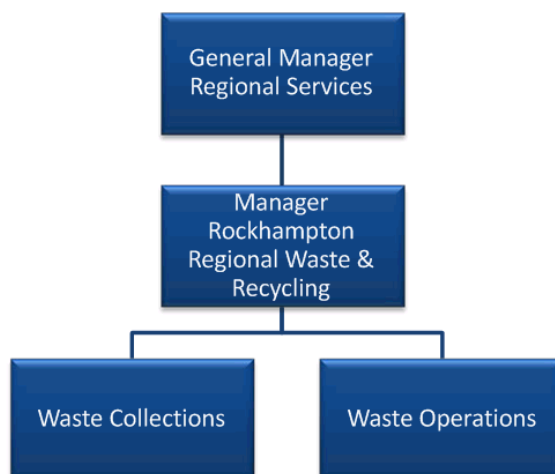 General Manager
Regional Services
Manager
Rockhampton
Regional Waste &
Recycling
Waste Collections
Waste Operations